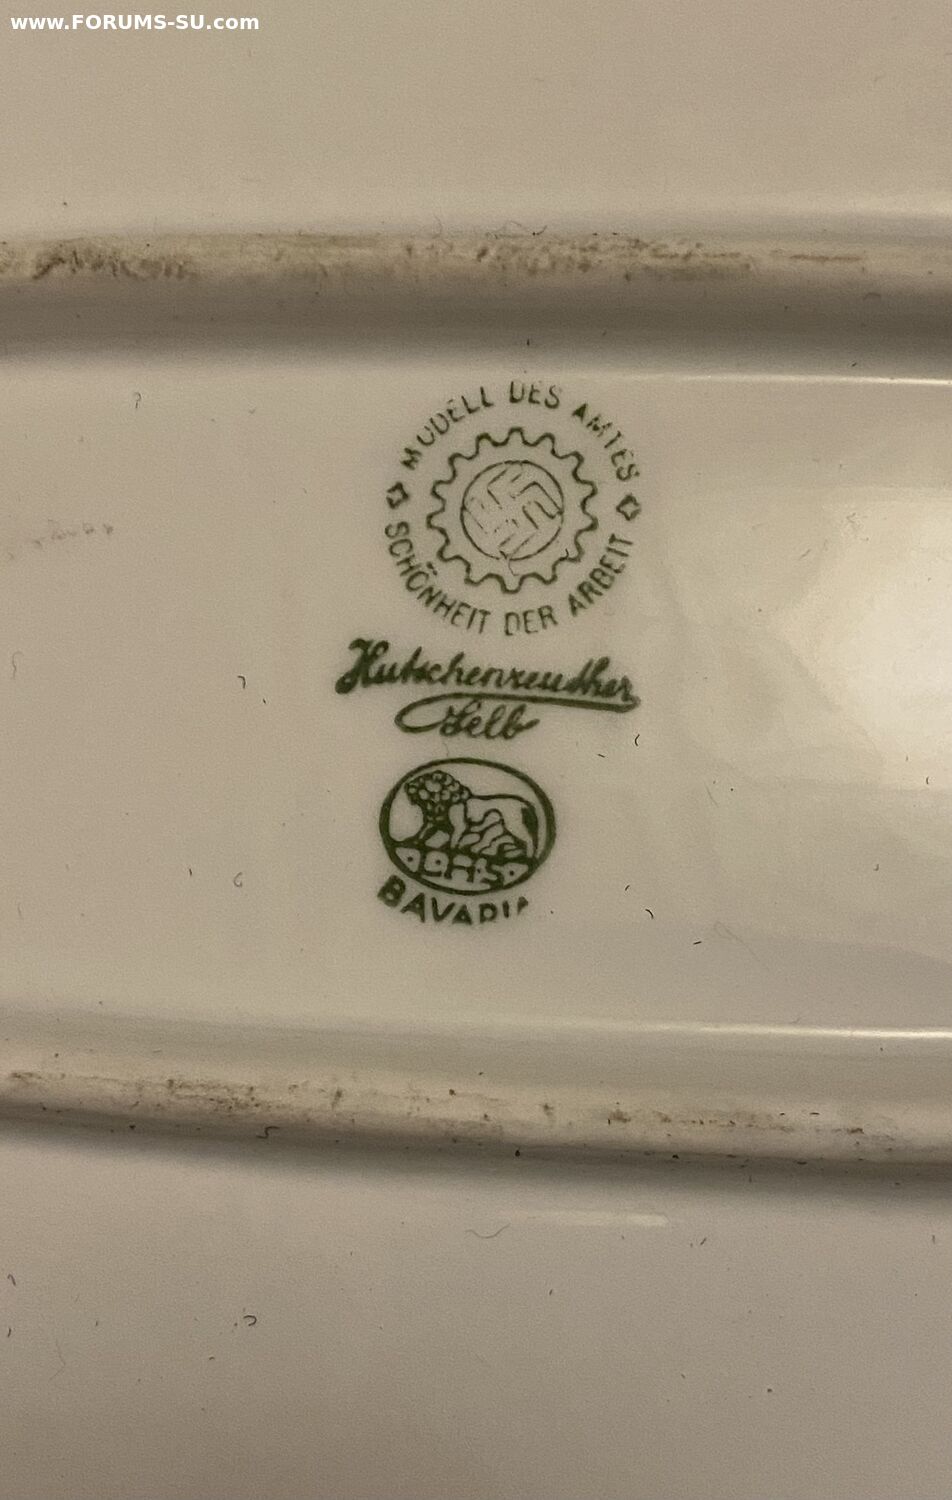 www.FORUMS-SU.com
MODELL DES AMTES
SCHÖNHEIT DER ARBEIT
Hutschenreuther
Selb
BAVARIA